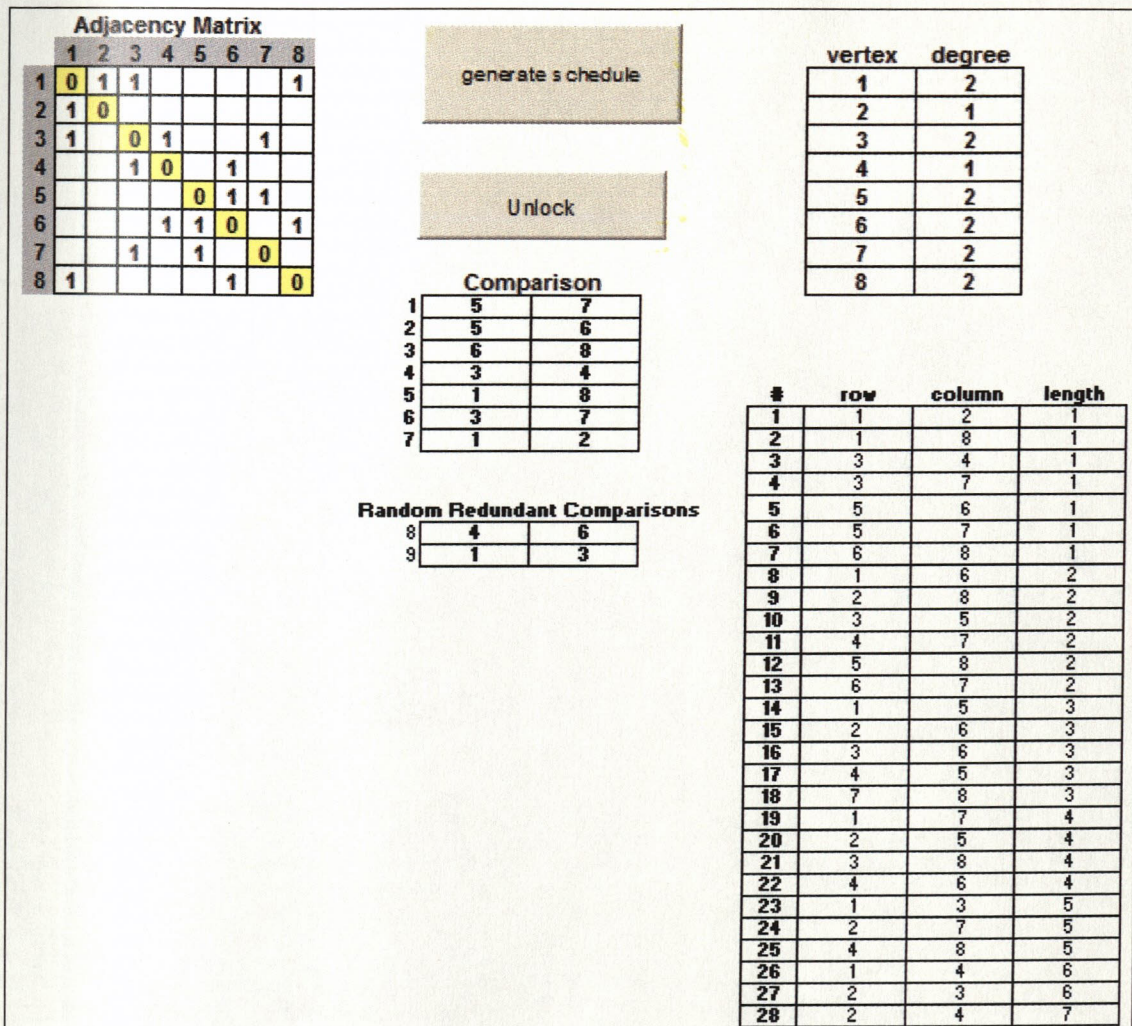 Adjacency Matrix
1 2 3 4 5 6 7 8
1 0 1 1 1
2 1 0
3 1 0 1 1
4 1 0 1
5 0 1 1
6 1 1 0 1
7 1 1 0
8 1 1 0
generate schedule
Unlock
Comparison
1 5 7
2 5 6
3 6 8
4 3 4
5 1 8
6 3 7
7 1 2
Random Redundant Comparisons
8 4 6
9 1 3
vertex degree
1 2
2 1
3 2
4 1
5 2
6 2
7 2
8 2
# row column length
1 1 2 1
2 1 8 1
3 3 4 1
4 3 7 1
5 5 6 1
6 5 7 1
7 6 8 1
8 1 6 2
9 2 8 2
10 3 5 2
11 4 7 2
12 5 8 2
13 6 7 2
14 1 5 3
15 2 6 3
16 3 6 3
17 4 5 3
18 7 8 3
19 1 7 4
20 2 5 4
21 3 8 4
22 4 6 4
23 1 3 5
24 2 7 5
25 4 8 5
26 1 4 6
27 2 3 6
28 2 4 7